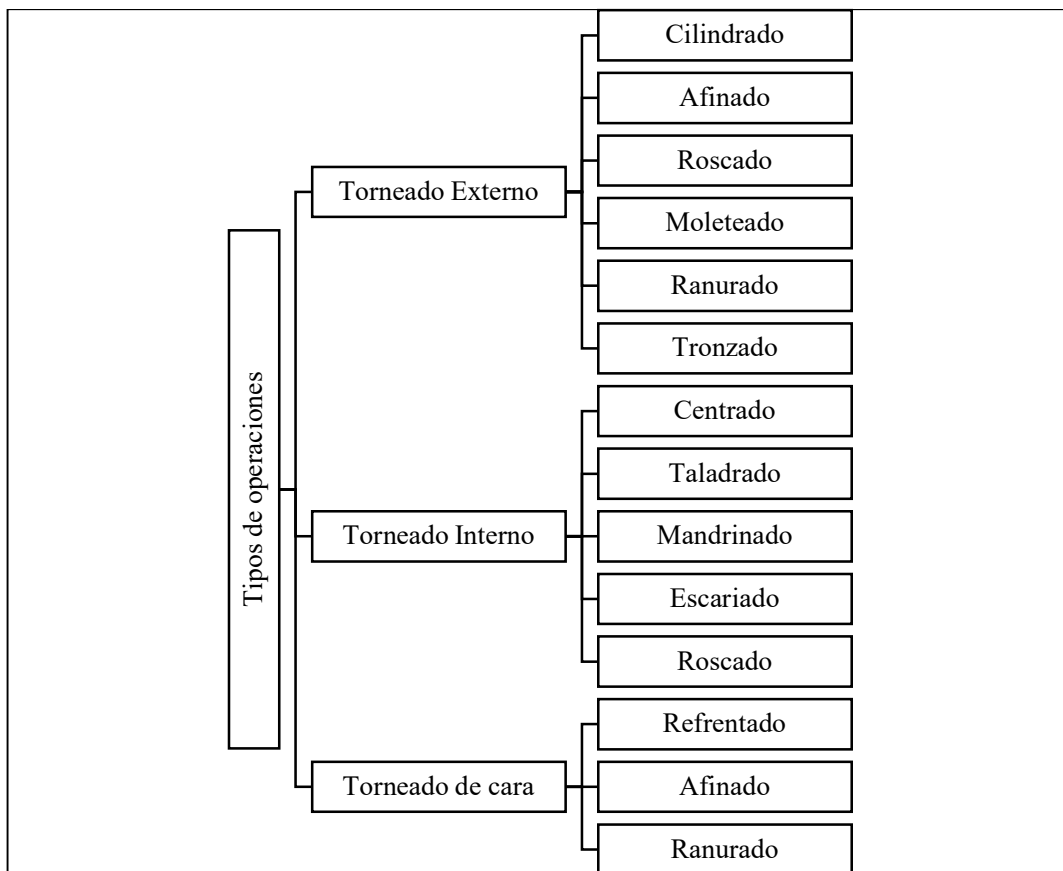 Tipos de operaciones
Torneado Externo
Cilindrado
Afinado
Roscado
Moleteado
Ranurado
Tronzado
Torneado Interno
Centrado
Taladrado
Mandrinado
Escariado
Roscado
Torneado de cara
Refrentado
Afinado
Ranurado